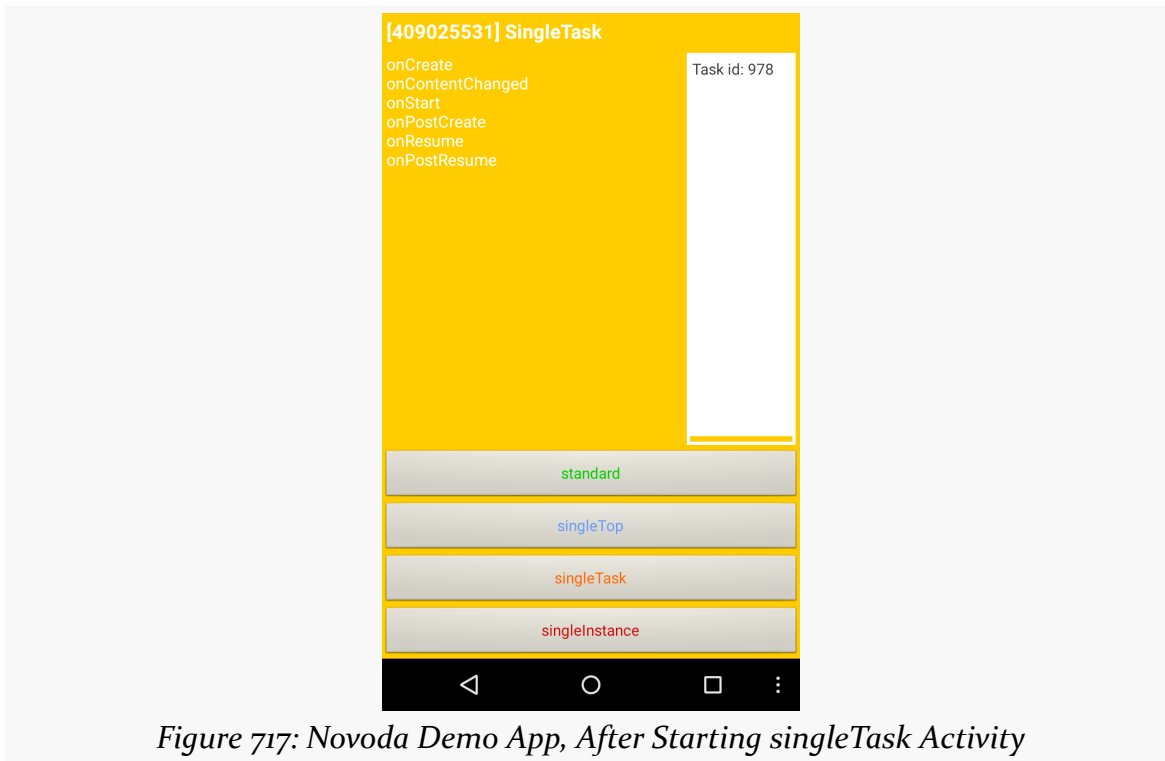 [409025531] SingleTask
onCreate
onContentChanged
onStart
onPostCreate
onResume
onPostResume
Task id: 978
standard
singleTop
singleTask
singleInstance
Figure 717: Novoda Demo App, After Starting singleTask Activity